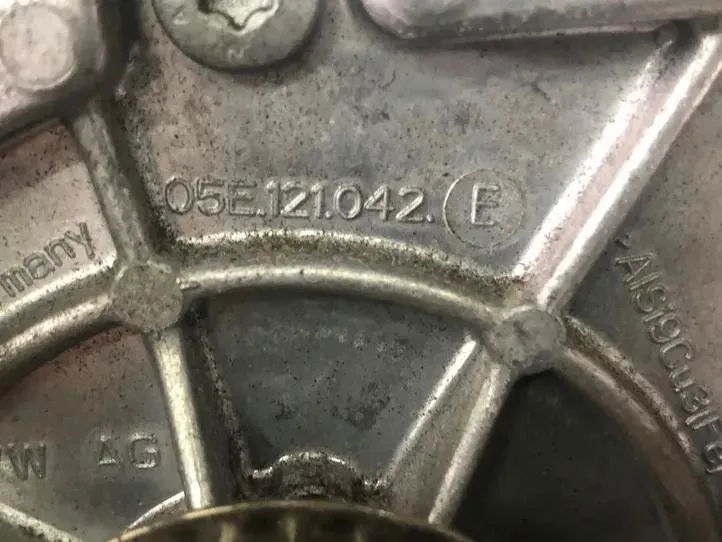 05E.121.042. E
many
AlSi9Cu3(Fe)
W AG